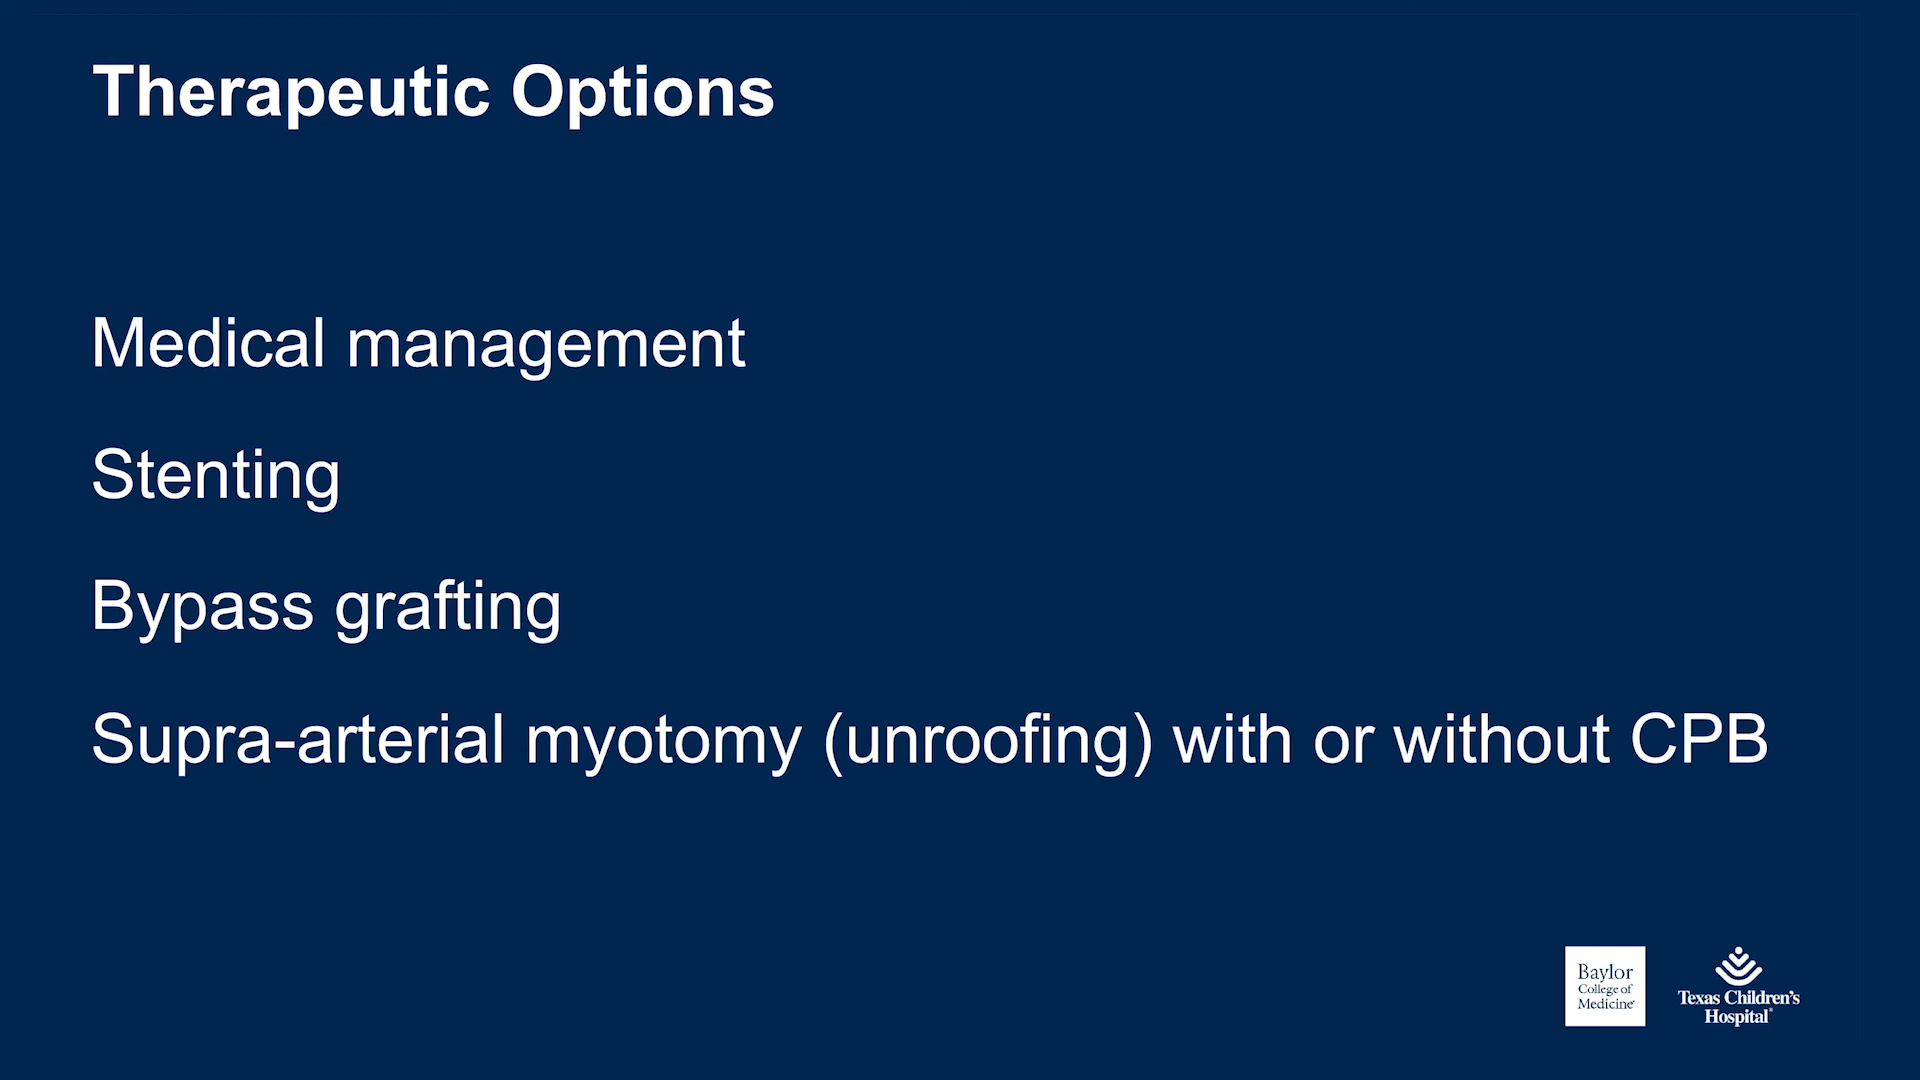 Therapeutic Options
Medical management
Stenting
Bypass grafting
Supra-arterial myotomy (unroofing) with or without CPB
Baylor
College of
Medicine
Texas Children's
Hospital